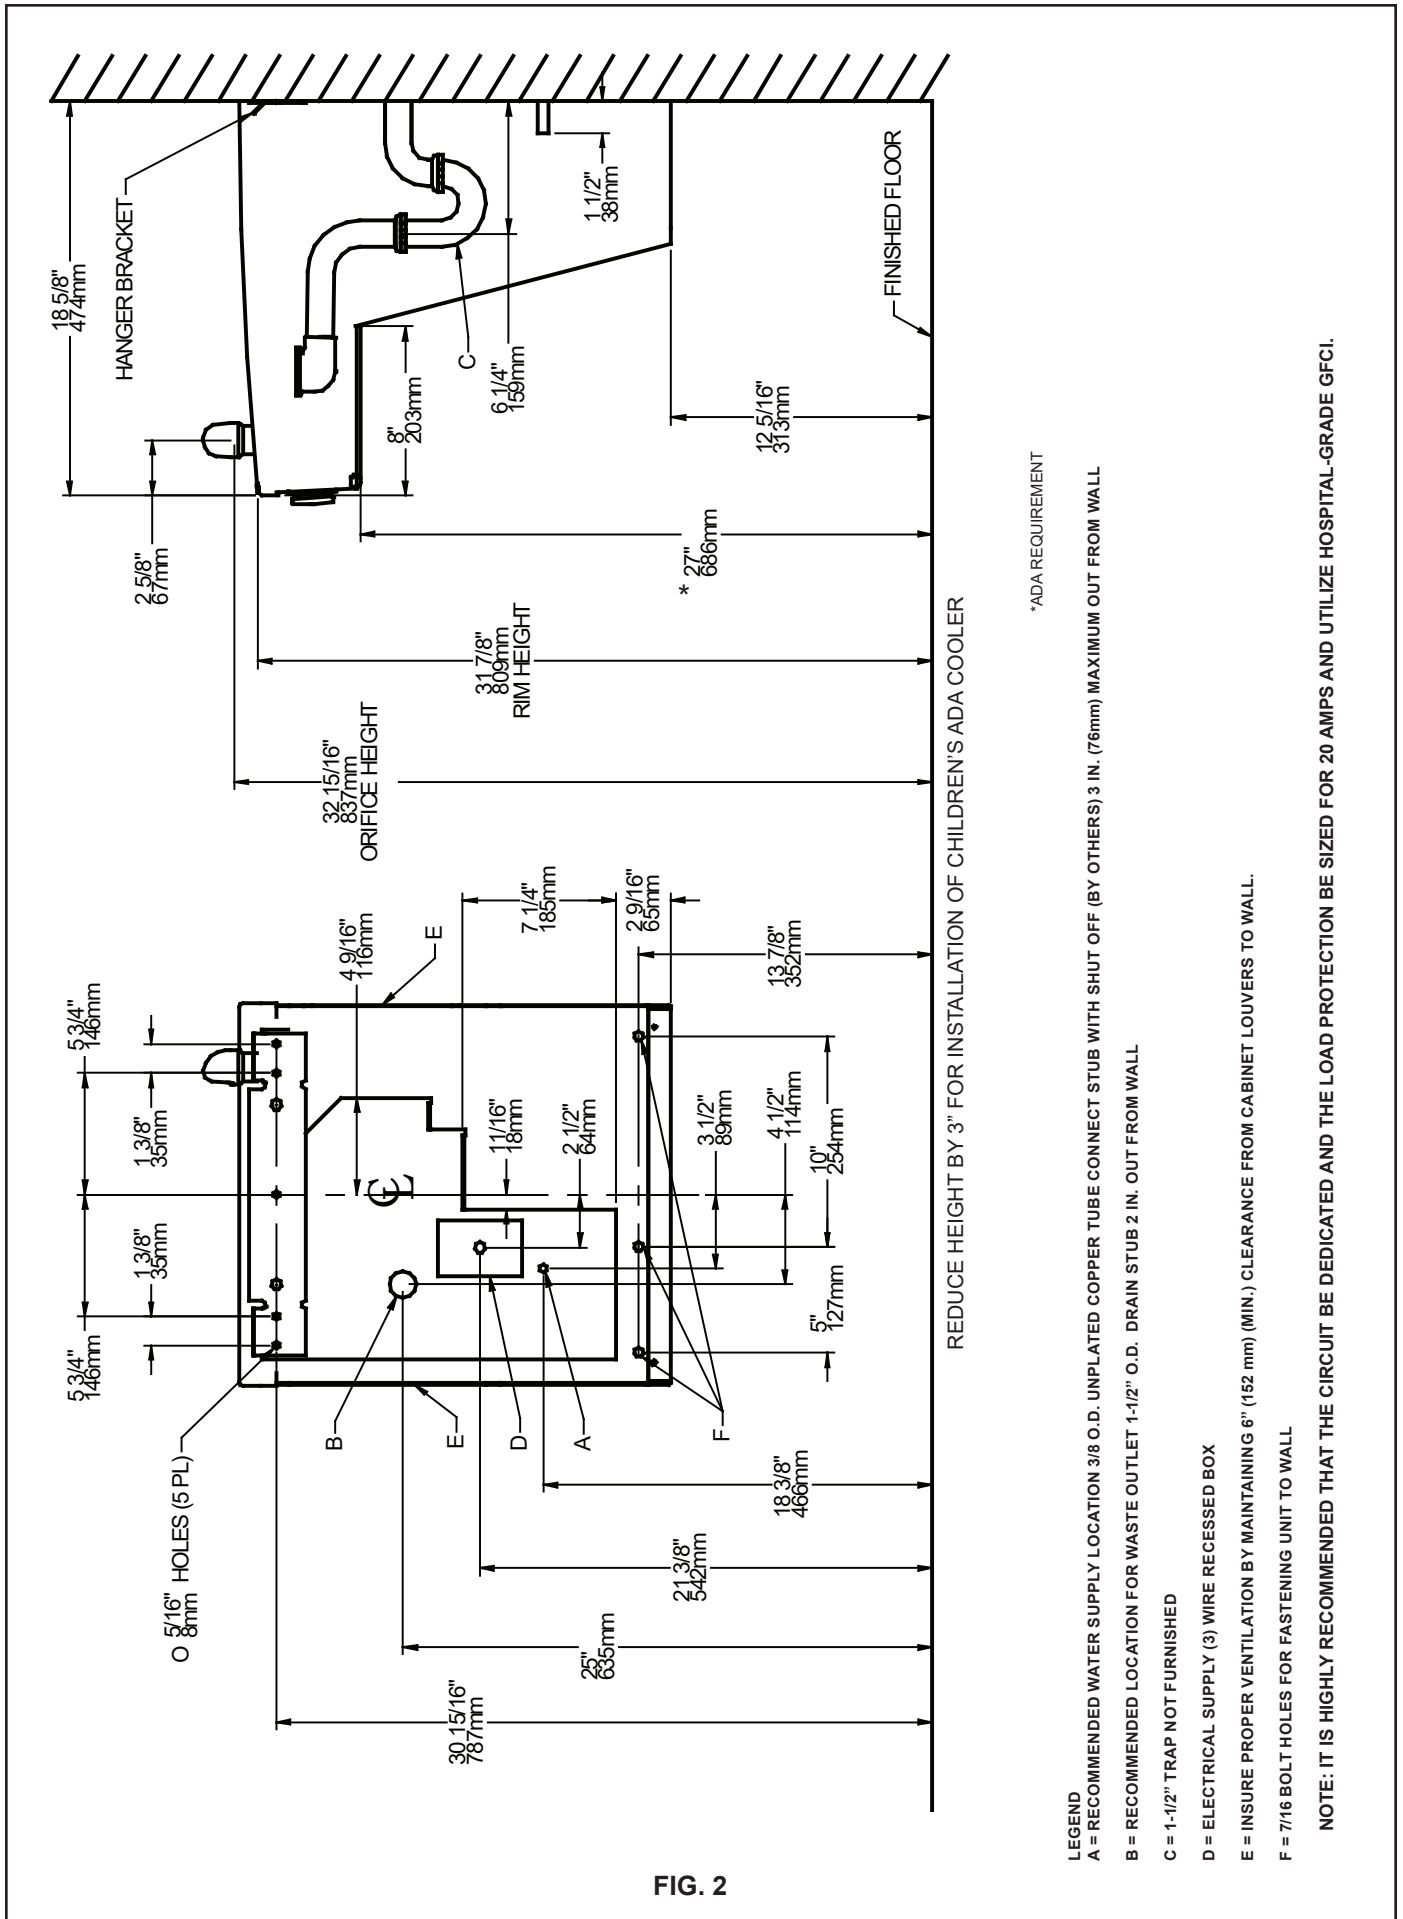 18 5/8"
474mm
HANGER BRACKET
2 5/8"
67mm
8"
203mm
C
6 1/4"
159mm
1 1/2"
38mm
12 5/16"
313mm
FINISHED FLOOR
* 27"
686mm
31 7/8"
809mm
RIM HEIGHT
32 15/16"
837mm
ORIFICE HEIGHT
5 3/4"
146mm
1 3/8"
35mm
1 3/8"
35mm
5 3/4"
146mm
O 5/16" HOLES (5 PL)
8mm
4 9/16"
116mm
E
7 1/4"
185mm
2 9/16"
65mm
13 7/8"
352mm
CL
11/16"
18mm
2 1/2"
64mm
3 1/2"
89mm
4 1/2"
114mm
10"
254mm
5"
127mm
B
E
D
A
F
18 3/8"
466mm
21 3/8"
542mm
25"
635mm
30 15/16"
787mm
REDUCE HEIGHT BY 3" FOR INSTALLATION OF CHILDREN'S ADA COOLER
*ADA REQUIREMENT
LEGEND
A = RECOMMENDED WATER SUPPLY LOCATION 3/8 O.D. UNPLATED COPPER TUBE CONNECT STUB WITH SHUT OFF (BY OTHERS) 3 IN. (76mm) MAXIMUM OUT FROM WALL
B = RECOMMENDED LOCATION FOR WASTE OUTLET 1-1/2" O.D. DRAIN STUB 2 IN. OUT FROM WALL
C = 1-1/2" TRAP NOT FURNISHED
D = ELECTRICAL SUPPLY (3) WIRE RECESSED BOX
E = INSURE PROPER VENTILATION BY MAINTAINING 6" (152 mm) (MIN.) CLEARANCE FROM CABINET LOUVERS TO WALL.
F = 7/16 BOLT HOLES FOR FASTENING UNIT TO WALL
NOTE: IT IS HIGHLY RECOMMENDED THAT THE CIRCUIT BE DEDICATED AND THE LOAD PROTECTION BE SIZED FOR 20 AMPS AND UTILIZE HOSPITAL-GRADE GFCI.
FIG. 2